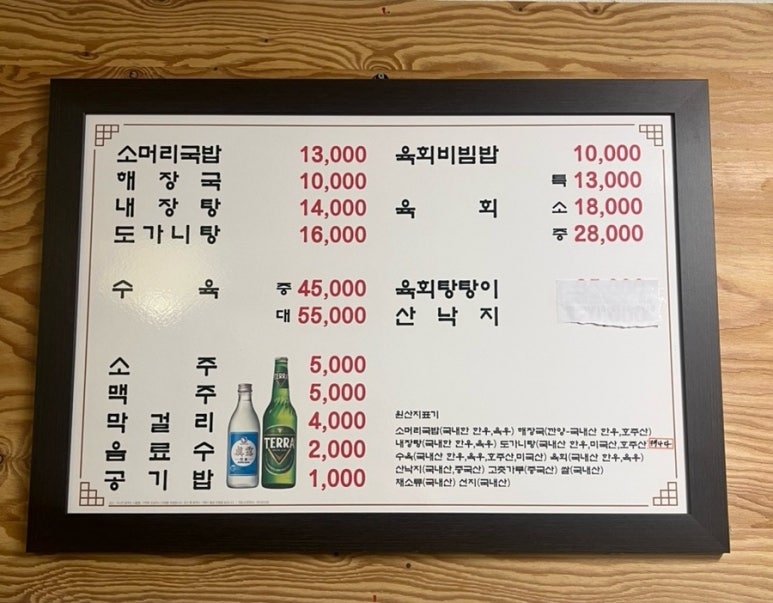 소머리국밥 13,000
해장국 10,000
내장탕 14,000
도가니탕 16,000
수육 중 45,000
대 55,000
소주 5,000
맥주 5,000
막걸리 4,000
음료수 2,000
공기밥 1,000
TERRA
육회비빔밥 10,000
특 13,000
육회 소 18,000
중 28,000
육회탕탕이
산낙지
원산지표기
소머리국밥(국내산 한우,육우) 해장국(한양-국내산 한우,호주산)
내장탕(국내산 한우,육우) 도가니탕(국내산 한우,미국산,호주산)
수육(국내산 한우,육우,호주산,미국산) 육회(국내산 한우,육우)
산낙지(국내산,중국산) 고춧가루(중국산) 쌀(국내산)
채소류(국내산) 선지(국내산)